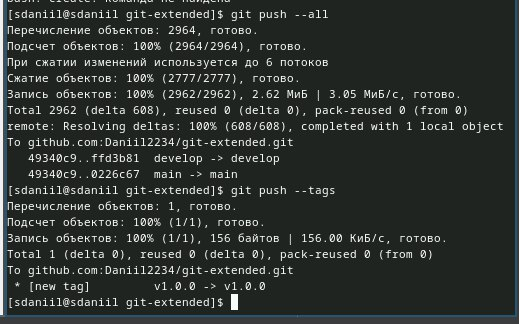 [sdaniil@sdaniil git-extended]$ git push --all
Перечисление объектов: 2964, готово.
Подсчет объектов: 100% (2964/2964), готово.
При сжатии изменений используется до 6 потоков
Сжатие объектов: 100% (2777/2777), готово.
Запись объектов: 100% (2962/2962), 2.62 МиБ | 3.05 МиБ/с, готово.
Total 2962 (delta 608), reused 0 (delta 0), pack-reused 0 (from 0)
remote: Resolving deltas: 100% (608/608), completed with 1 local object
To github.com:Daniil2234/git-extended.git
49340c9..ffd3b81 develop -> develop
49340c9..0226c67 main -> main
[sdaniil@sdaniil git-extended]$ git push --tags
Перечисление объектов: 1, готово.
Подсчет объектов: 100% (1/1), готово.
Запись объектов: 100% (1/1), 156 байтов | 156.00 КиБ/с, готово.
Total 1 (delta 0), reused 0 (delta 0), pack-reused 0 (from 0)
To github.com:Daniil2234/git-extended.git
* [new tag] v1.0.0 -> v1.0.0
[sdaniil@sdaniil git-extended]$